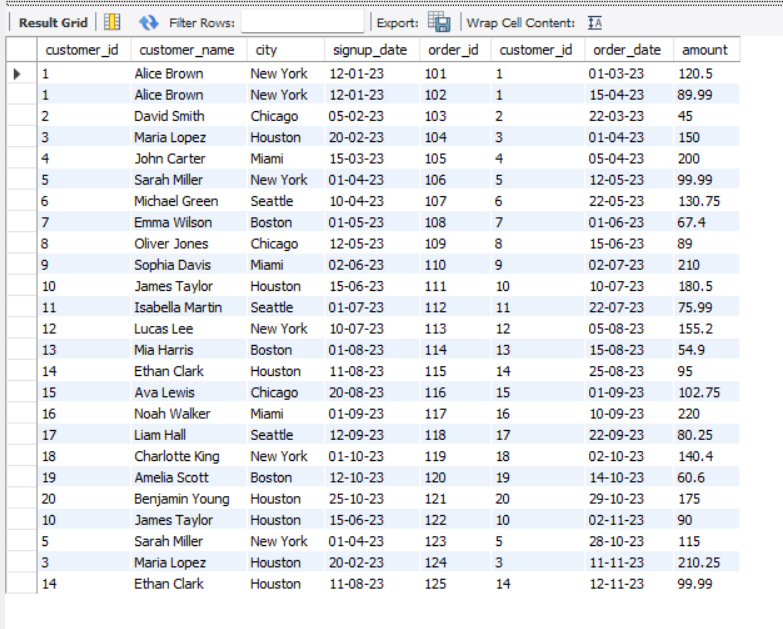 Result Grid Filter Rows: Export: Wrap Cell Content: IA
customer_id customer_name city signup_date order_id customer_id order_date amount
1 Alice Brown New York 12-01-23 101 1 01-03-23 120.5
1 Alice Brown New York 12-01-23 102 1 15-04-23 89.99
2 David Smith Chicago 05-02-23 103 2 22-03-23 45
3 Maria Lopez Houston 20-02-23 104 3 01-04-23 150
4 John Carter Miami 15-03-23 105 4 05-04-23 200
5 Sarah Miller New York 01-04-23 106 5 12-05-23 99.99
6 Michael Green Seattle 10-04-23 107 6 22-05-23 130.75
7 Emma Wilson Boston 01-05-23 108 7 01-06-23 67.4
8 Oliver Jones Chicago 12-05-23 109 8 15-06-23 89
9 Sophia Davis Miami 02-06-23 110 9 02-07-23 210
10 James Taylor Houston 15-06-23 111 10 10-07-23 180.5
11 Isabella Martin Seattle 01-07-23 112 11 22-07-23 75.99
12 Lucas Lee New York 10-07-23 113 12 05-08-23 155.2
13 Mia Harris Boston 01-08-23 114 13 15-08-23 54.9
14 Ethan Clark Houston 11-08-23 115 14 25-08-23 95
15 Ava Lewis Chicago 20-08-23 116 15 01-09-23 102.75
16 Noah Walker Miami 01-09-23 117 16 10-09-23 220
17 Liam Hall Seattle 12-09-23 118 17 22-09-23 80.25
18 Charlotte King New York 01-10-23 119 18 02-10-23 140.4
19 Amelia Scott Boston 12-10-23 120 19 14-10-23 60.6
20 Benjamin Young Houston 25-10-23 121 20 29-10-23 175
10 James Taylor Houston 15-06-23 122 10 02-11-23 90
5 Sarah Miller New York 01-04-23 123 5 28-10-23 115
3 Maria Lopez Houston 20-02-23 124 3 11-11-23 210.25
14 Ethan Clark Houston 11-08-23 125 14 12-11-23 99.99